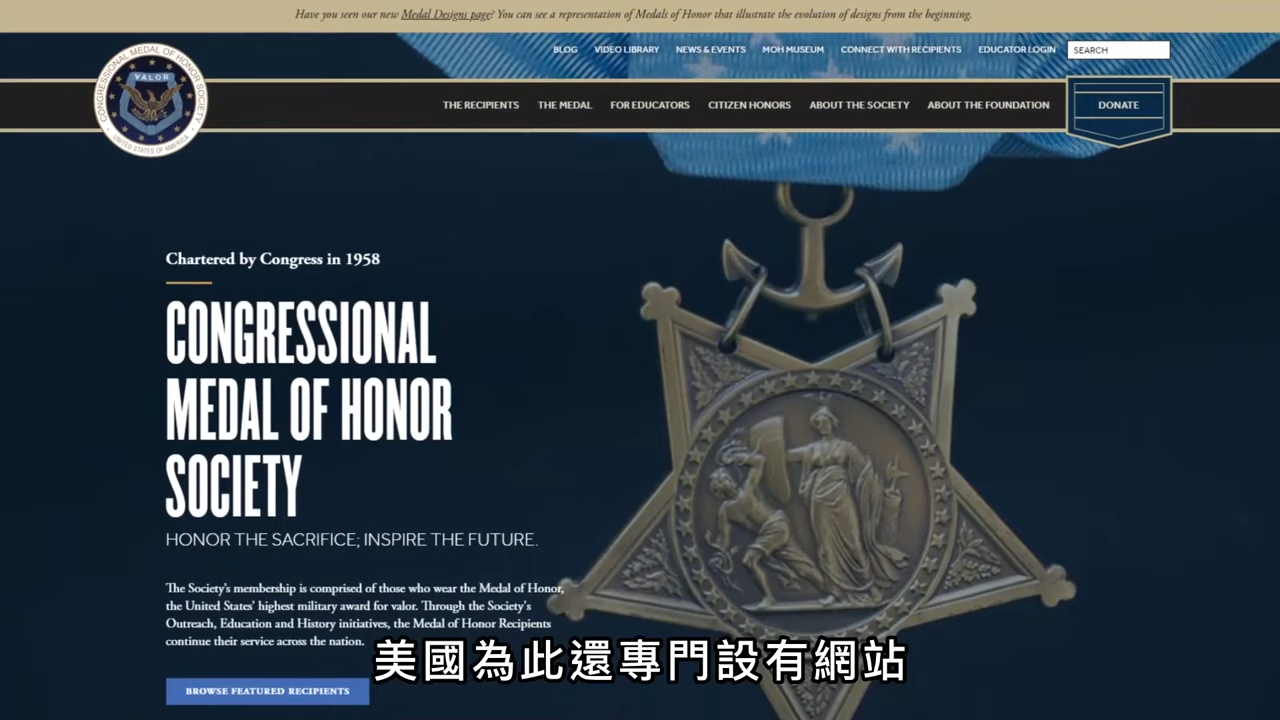 Have you seen our new Medal Designs page? You can see a representation of Medals of Honor that illustrate the evolution of designs from the beginning.
BLOG VIDEO LIBRARY NEWS & EVENTS MOH MUSEUM CONNECT WITH RECIPIENTS EDUCATOR LOGIN SEARCH
CONGRESSIONAL MEDAL OF HONOR SOCIETY
VALOR
UNITED STATES OF AMERICA
THE RECIPIENTS THE MEDAL FOR EDUCATORS CITIZEN HONORS ABOUT THE SOCIETY ABOUT THE FOUNDATION DONATE
Chartered by Congress in 1958
CONGRESSIONAL
MEDAL OF HONOR
SOCIETY
HONOR THE SACRIFICE; INSPIRE THE FUTURE.
The Society's membership is comprised of those who wear the Medal of Honor,
the United States' highest military award for valor. Through the Society's
Outreach, Education and History initiatives, the Medal of Honor Recipients
continue their service across the nation.
美國為此還專門設有網站
BROWSE FEATURED RECIPIENTS